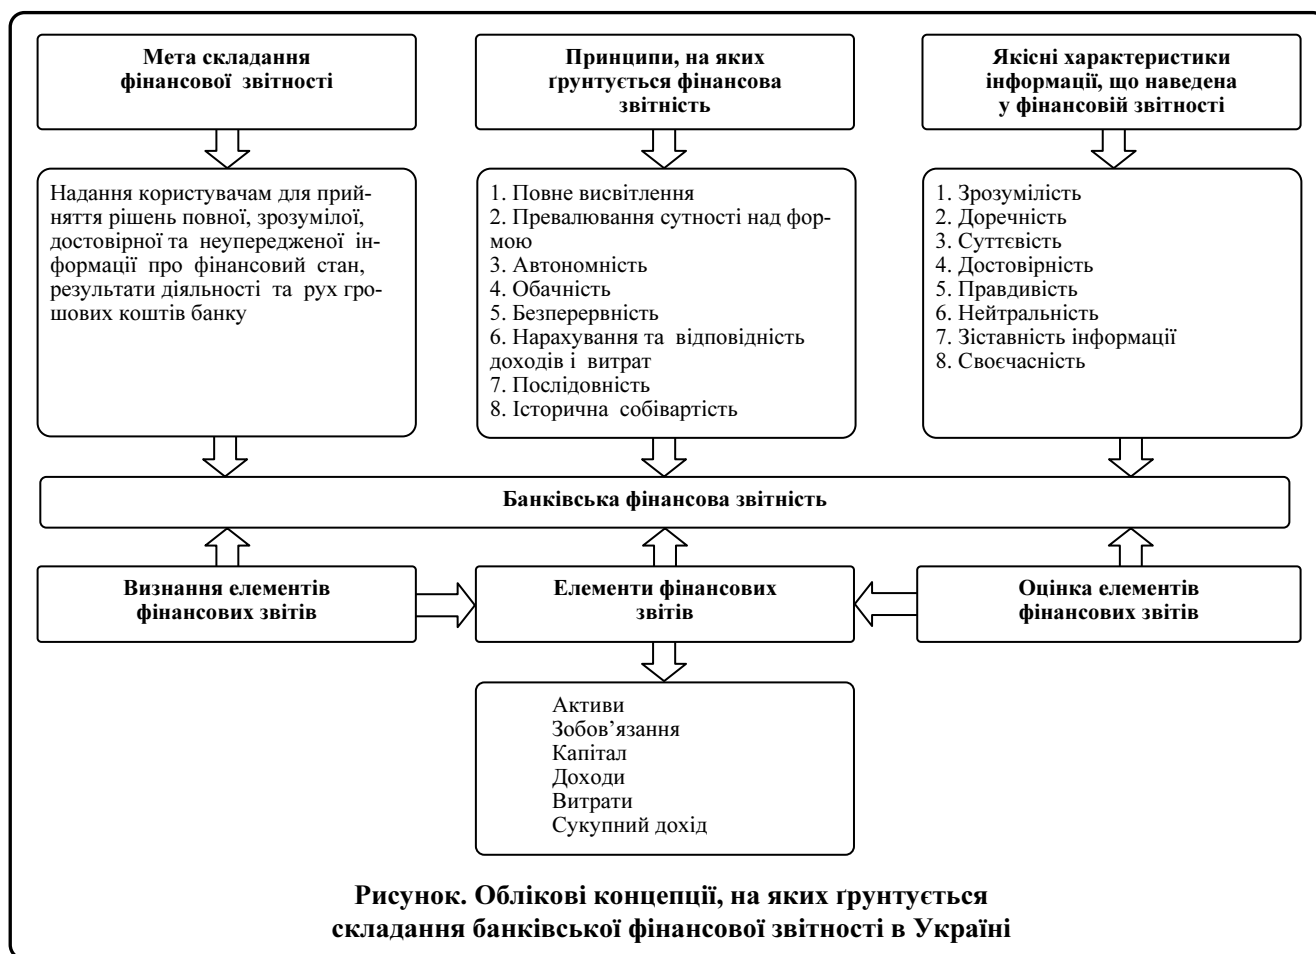 Мета складання
фінансової звітності
Принципи, на яких
ґрунтується фінансова
звітність
Якісні характеристики
інформації, що наведена
у фінансовій звітності
Надання користувачам для прий-
няття рішень повної, зрозумілої,
достовірної та неупередженої ін-
формації про фінансовий стан,
результати діяльності та рух гро-
шових коштів банку
1. Повне висвітлення
2. Превалювання сутності над фор-
мою
3. Автономність
4. Обачність
5. Безперервність
6. Нарахування та відповідність
доходів і витрат
7. Послідовність
8. Історична собівартість
1. Зрозумілість
2. Доречність
3. Суттєвість
4. Достовірність
5. Правдивість
6. Нейтральність
7. Зіставність інформації
8. Своєчасність
Банківська фінансова звітність
Визнання елементів
фінансових звітів
Елементи фінансових
звітів
Оцінка елементів
фінансових звітів
Активи
Зобов’язання
Капітал
Доходи
Витрати
Сукупний дохід
Рисунок. Облікові концепції, на яких ґрунтується
складання банківської фінансової звітності в Україні